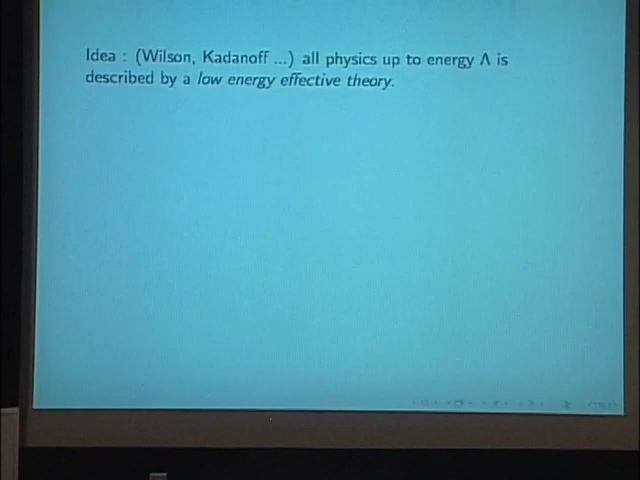 Idea : (Wilson, Kadanoff ...) all physics up to energy Λ is
described by a low energy effective theory.